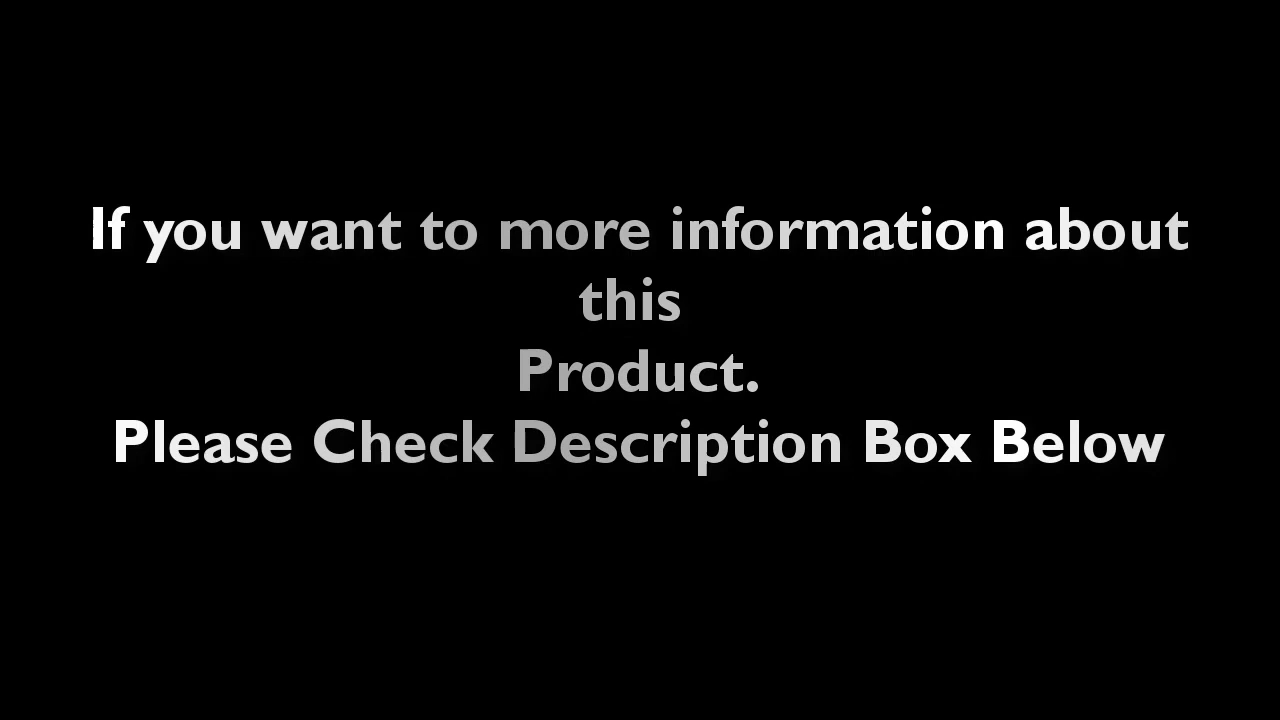 If you want to more information about
this
Product.
Please Check Description Box Below